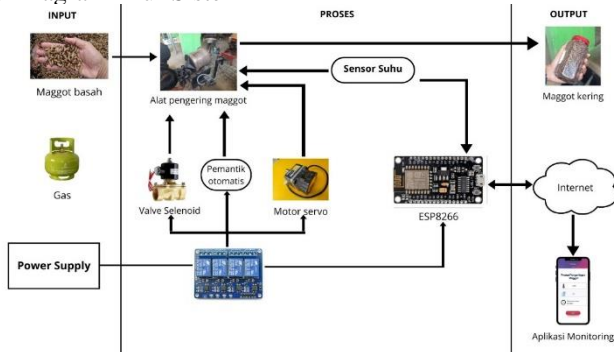 INPUT
PROSES
OUTPUT
Maggot basah
Alat pengering maggot
Sensor Suhu
Maggot kering
Gas
Valve Selenoid
Pemantik
otomatis
Motor servo
ESP8266
Internet
Power Supply
Aplikasi Monitoring